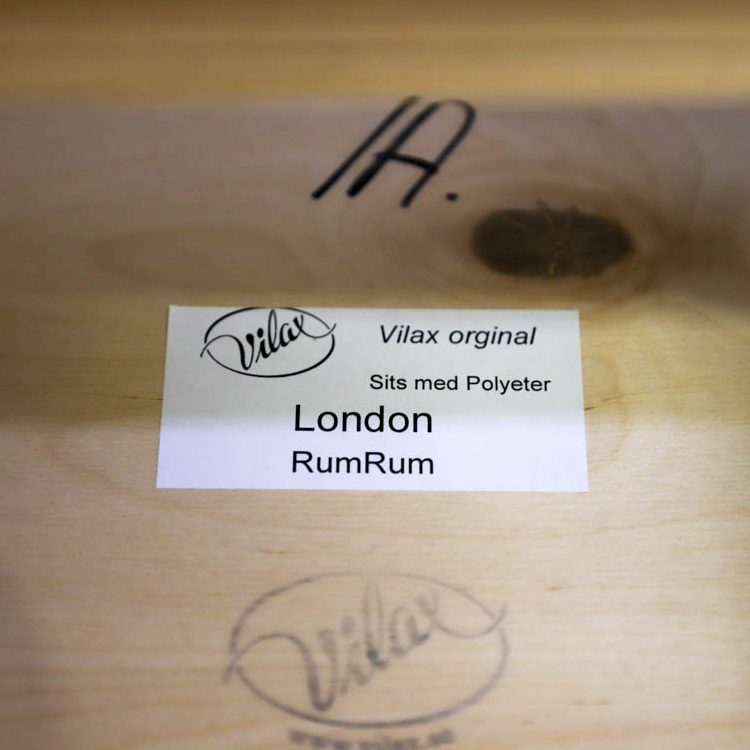 IA.
Vilax
Vilax orginal
Sits med Polyeter
London
RumRum
Vilax
www.vilax.se